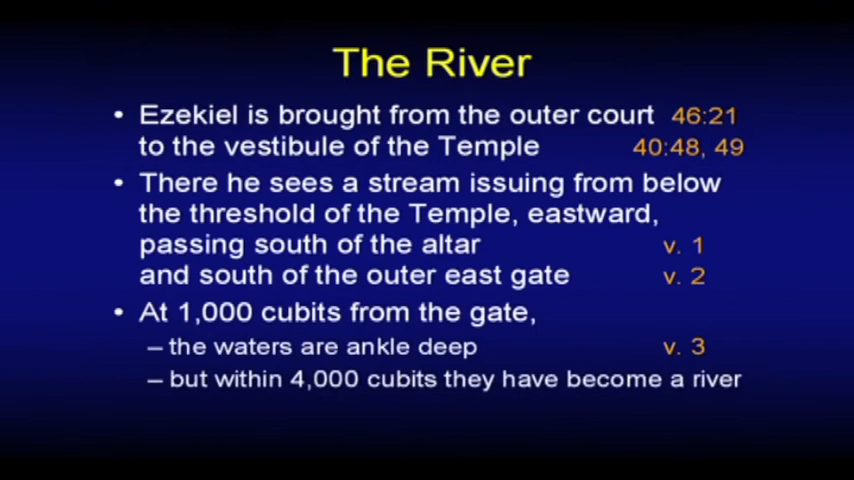 The River
• Ezekiel is brought from the outer court 46:21
to the vestibule of the Temple 40:48, 49
• There he sees a stream issuing from below
the threshold of the Temple, eastward,
passing south of the altar v. 1
and south of the outer east gate v. 2
• At 1,000 cubits from the gate,
– the waters are ankle deep v. 3
– but within 4,000 cubits they have become a river